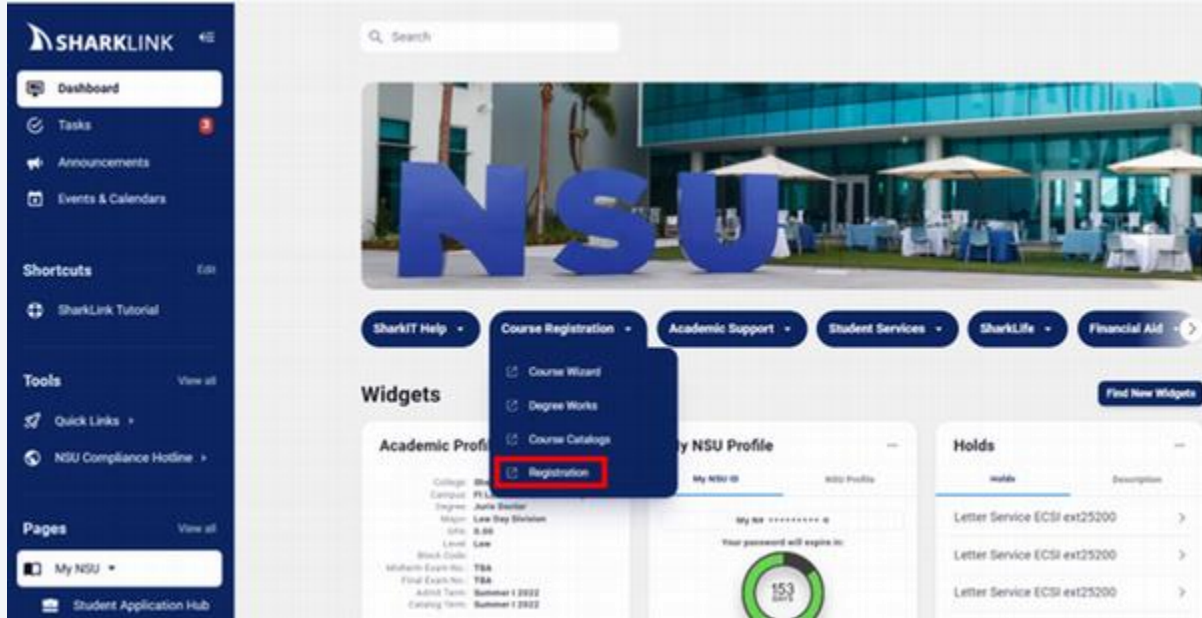 SHARKLINK
Search
Dashboard
Tasks 3
Announcements
Events & Calendars
Shortcuts Edit
SharkLink Tutorial
Tools View all
Quick Links
NSU Compliance Hotline
Pages View all
My NSU
Student Application Hub
NSU
SharkIT Help
Course Registration
Academic Support
Student Services
SharkLife
Financial Aid
Course Wizard
Degree Works
Course Catalogs
Registration
Widgets
Find New Widgets
Academic
College:
Campus:
Degree: Juris Doctor
Major: Law Day Division
GPA: 0.00
Level: Law
Block Code:
Midterm Exam No.: TBA
Final Exam No.: TBA
Admit Term: Summer I 2022
Catalog Term: Summer I 2022
NSU Profile
My NSU ID NSU Profile
My N#
Your password will expire in:
153
DAYS
Holds
Holds Description
Letter Service ECSI ext25200
Letter Service ECSI ext25200
Letter Service ECSI ext25200